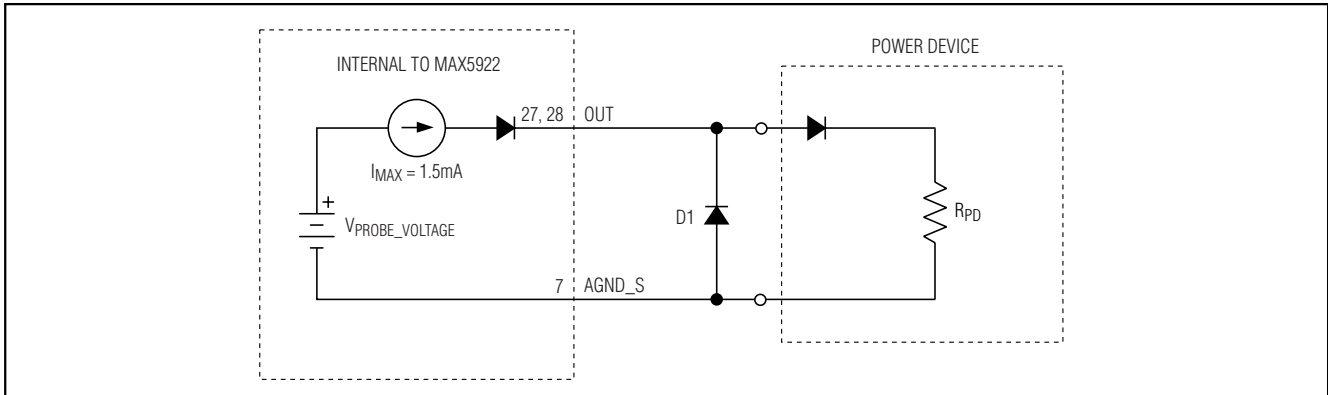 POWER DEVICE
INTERNAL TO MAX5922
27, 28 OUT
IMAX = 1.5mA
+
VPROBE_VOLTAGE
D1
RPD
7 AGND_S